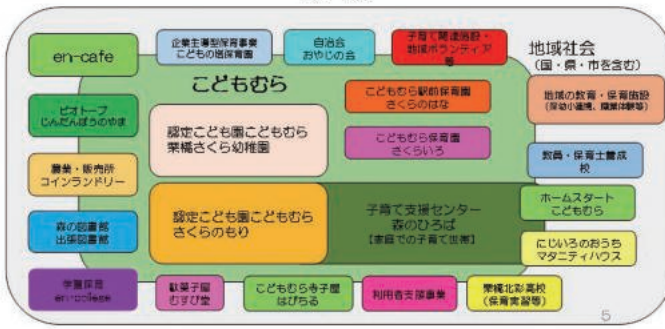 en-cafe
企業主導型保育事業
こどもの畑保育園
自治会
おやじの会
子育て関連施設・
地域ボランティア
等
地域社会
(国・県・市を含む)
こどもむら
ビオトープ
じんだんぼうのやま
認定こども園こどもむら
栗橋さくら幼稚園
こどもむら駅前保育園
さくらのはな
地域の教育・保育施設
(保幼小連携、職業体験等)
こどもむら保育園
さくらいろ
教員・保育士養成
校
農業・販売所
コインランドリー
認定こども園こどもむら
さくらのもり
子育て支援センター
森のひろば
【家庭での子育て世帯】
ホームスタート
こどもむら
森の図書館
出張図書館
にじいろのおうち
マタニティハウス
学童保育
en-college
駄菓子屋
むすび堂
こどもむら寺子屋
はぴちる
利用者支援事業
栗橋北彩高校
(保育実習等)
5